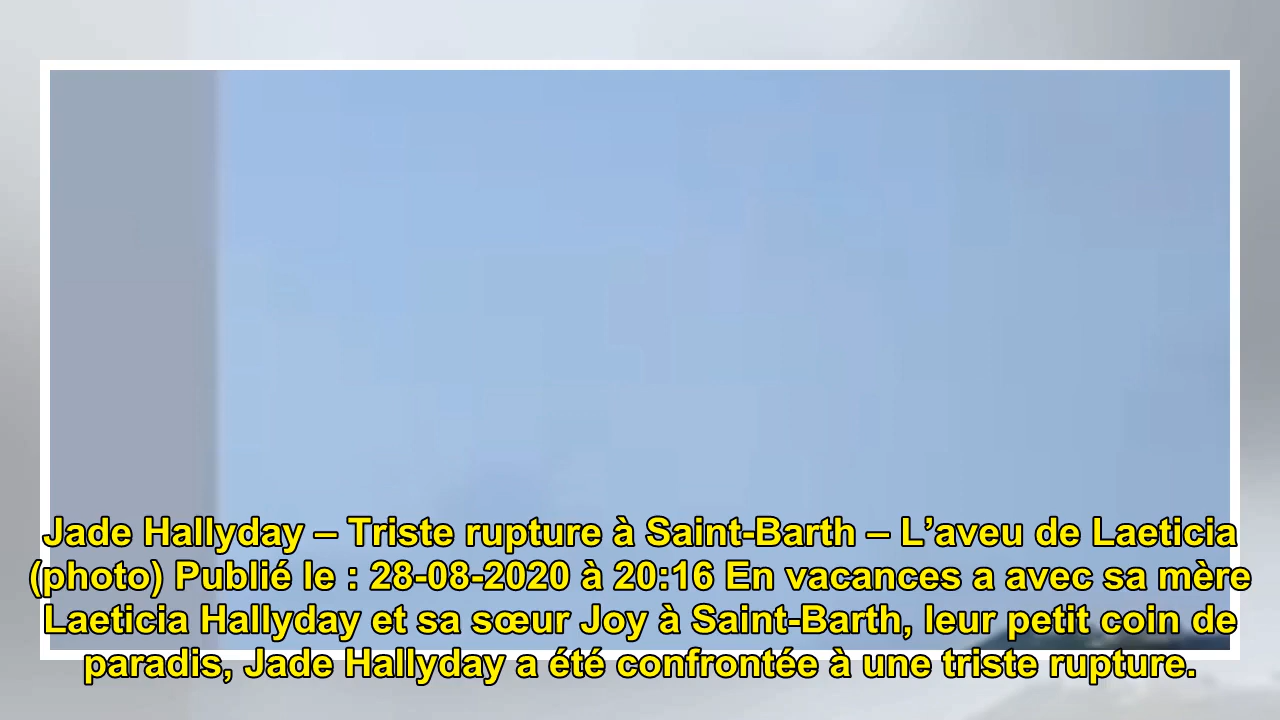 Jade Hallyday – Triste rupture à Saint-Barth – L’aveu de Laeticia
(photo) Publié le : 28-08-2020 à 20:16 En vacances a avec sa mère
Laeticia Hallyday et sa sœur Joy à Saint-Barth, leur petit coin de
paradis, Jade Hallyday a été confrontée à une triste rupture.